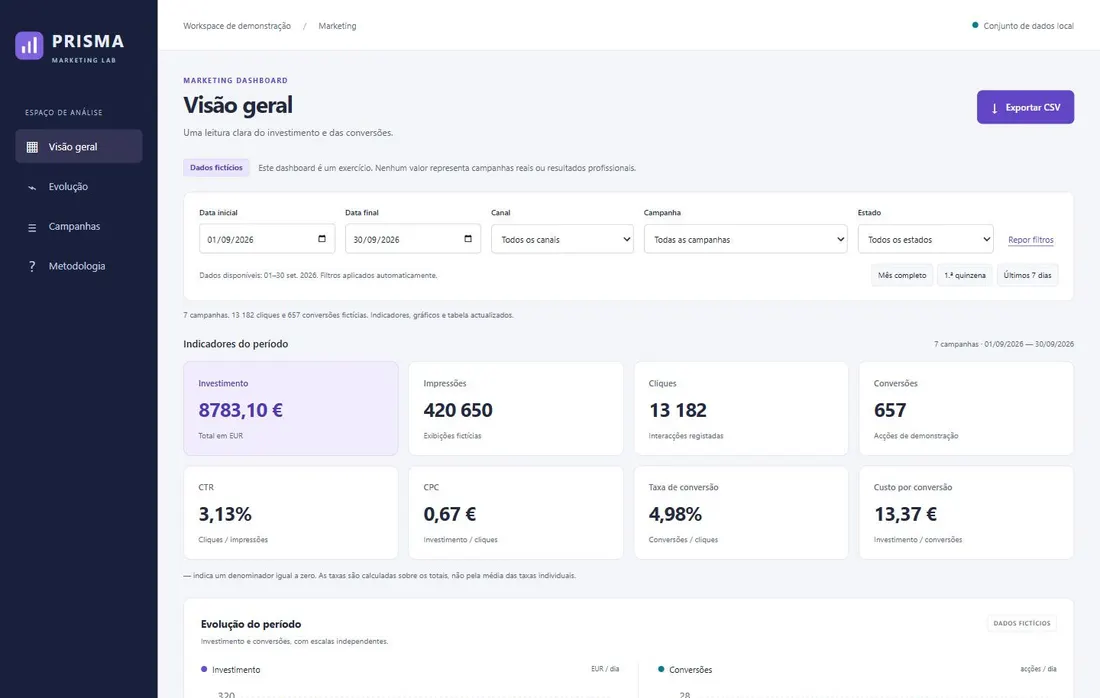 PRISMA
MARKETING LAB
ESPAÇO DE ANÁLISE
Visão geral
Evolução
Campanhas
Metodologia
Workspace de demonstração / Marketing
Conjunto de dados local
MARKETING DASHBOARD
Visão geral
Uma leitura clara do investimento e das conversões.
↓ Exportar CSV
Dados fictícios Este dashboard é um exercício. Nenhum valor representa campanhas reais ou resultados profissionais.
Data inicial Data final Canal Campanha Estado
01/09/2026 30/09/2026 Todos os canais Todas as campanhas Todos os estados Repor filtros
Dados disponíveis: 01–30 set. 2026. Filtros aplicados automaticamente.
Mês completo 1.ª quinzena Últimos 7 dias
7 campanhas, 13 182 cliques e 657 conversões fictícias. Indicadores, gráficos e tabela actualizados.
Indicadores do período
7 campanhas · 01/09/2026 — 30/09/2026
Investimento
8783,10 €
Total em EUR
Impressões
420 650
Exibições fictícias
Cliques
13 182
Interacções registadas
Conversões
657
Acções de demonstração
CTR
3,13%
Cliques / impressões
CPC
0,67 €
Investimento / cliques
Taxa de conversão
4,98%
Conversões / cliques
Custo por conversão
13,37 €
Investimento / conversões
— indica um denominador igual a zero. As taxas são calculadas sobre os totais, não pela média das taxas individuais.
Evolução do período
DADOS FICTÍCIOS
Investimento e conversões, com escalas independentes.
Investimento EUR / dia
320
Conversões acções / dia
28